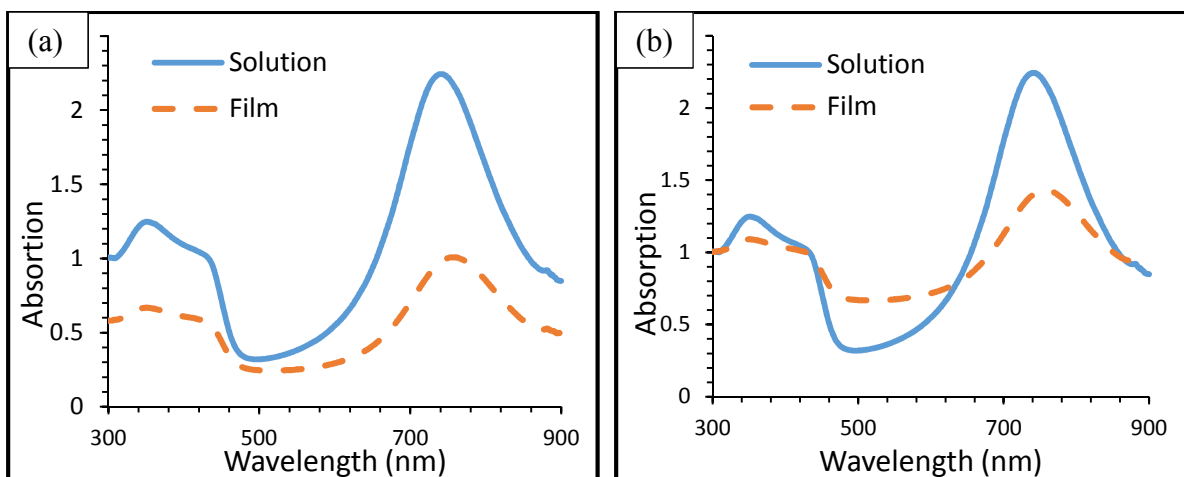 (a)
Solution
Film
2
1.5
1
0.5
0
Absortion
300
500
700
900
Wavelength (nm)
(b)
Solution
Film
2
1.5
1
0.5
0
Absorption
300
500
700
900
Wavelength (nm)